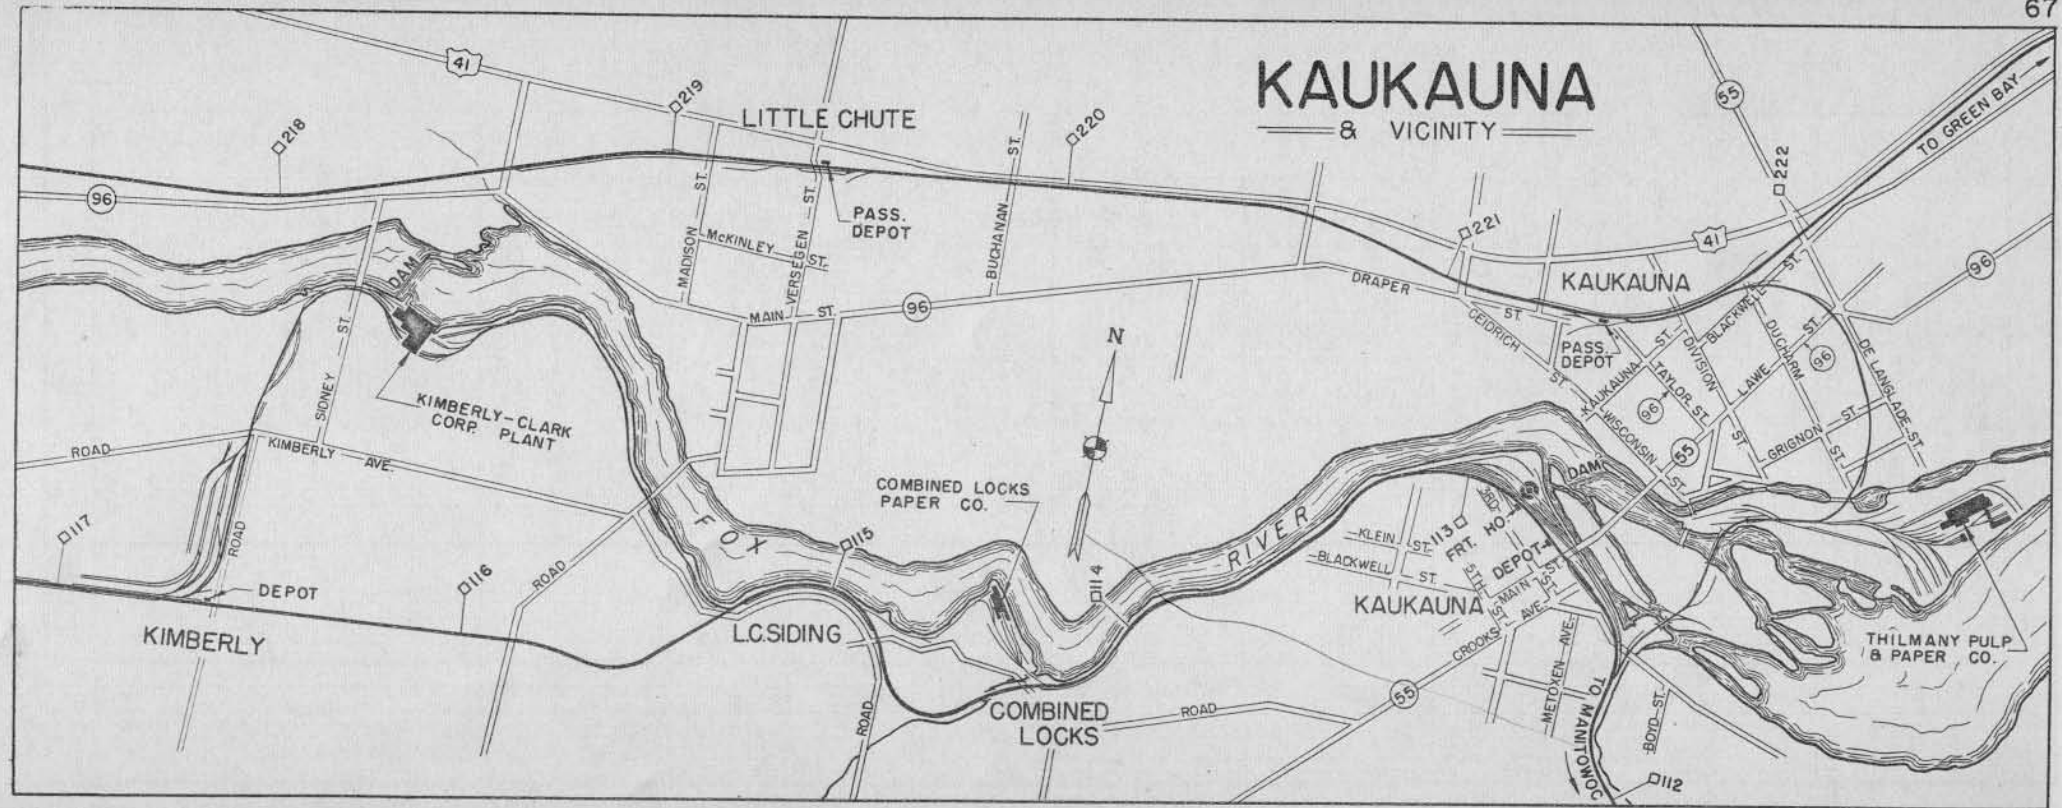 67
KAUKAUNA
& VICINITY
41
219
LITTLE CHUTE
218
220
55
TO GREEN BAY
222
96
PASS.
DEPOT
MADISON ST.
McKINLEY ST.
VERSEGEN ST.
BUCHANAN ST.
221
41
KAUKAUNA
96
DAM
MAIN ST.
96
DRAPER ST.
CEIDRICH ST.
PASS.
DEPOT
KAUKAUNA ST.
DIVISION ST.
BLACKWELL ST.
DUCHARM ST.
TAYLOR ST.
LAWE ST.
96
96
DE LANGLADE ST.
GRIGNON ST.
WISCONSIN ST.
55
N
SIDNEY ST.
KIMBERLY-CLARK
CORP. PLANT
ROAD
KIMBERLY AVE.
ROAD
117
DEPOT
KIMBERLY
116
ROAD
FOX
RIVER
115
COMBINED LOCKS
PAPER CO.
114
L.C.SIDING
ROAD
COMBINED
LOCKS
ROAD
DAM
3RD
KLEIN ST.
113
FRT. HO.
BLACKWELL ST.
DEPOT
5TH ST.
MAIN ST.
KAUKAUNA
CROOKS AVE.
55
METOXEN AVE.
TO MANITOWOC
BOYD ST.
112
THILMANY PULP
& PAPER CO.